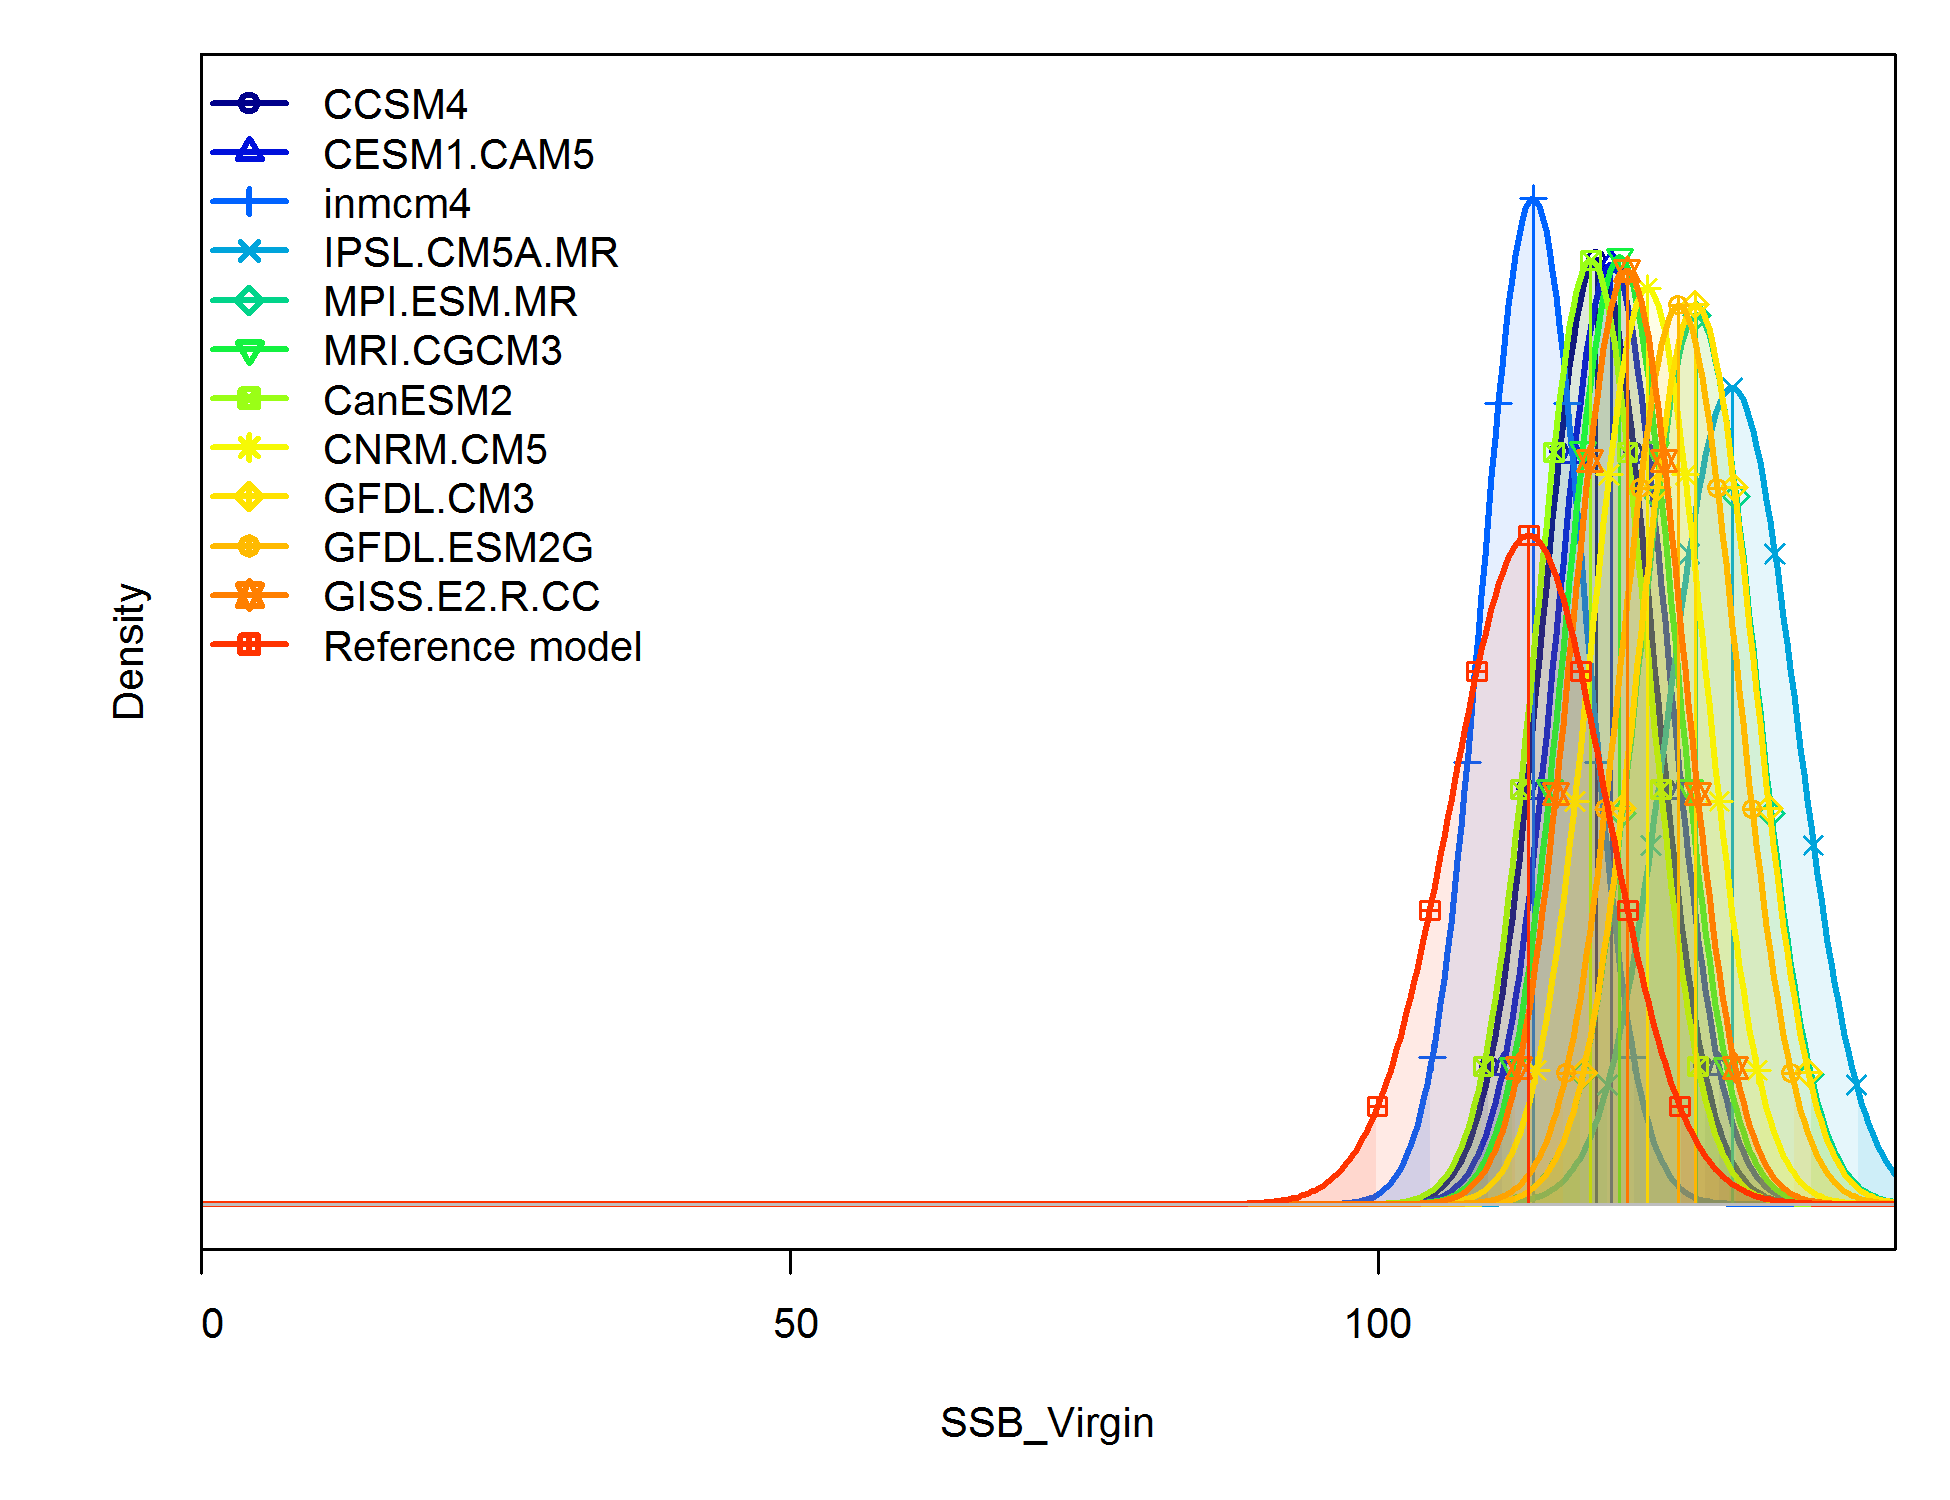 CCSM4
CESM1.CAM5
inmcm4
IPSL.CM5A.MR
MPI.ESM.MR
MRI.CGCM3
CanESM2
CNRM.CM5
GFDL.CM3
GFDL.ESM2G
GISS.E2.R.CC
Reference model
Density
0 50 100
SSB_Virgin